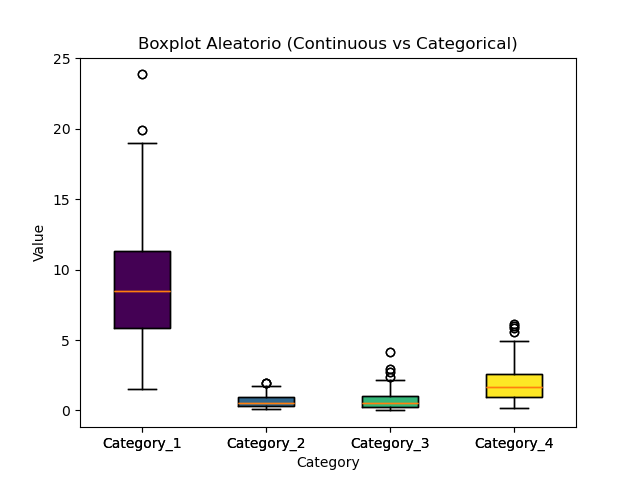 Boxplot Aleatorio (Continuous vs Categorical)
25
20
15
10
5
0
Value
Category_1 Category_2 Category_3 Category_4
Category